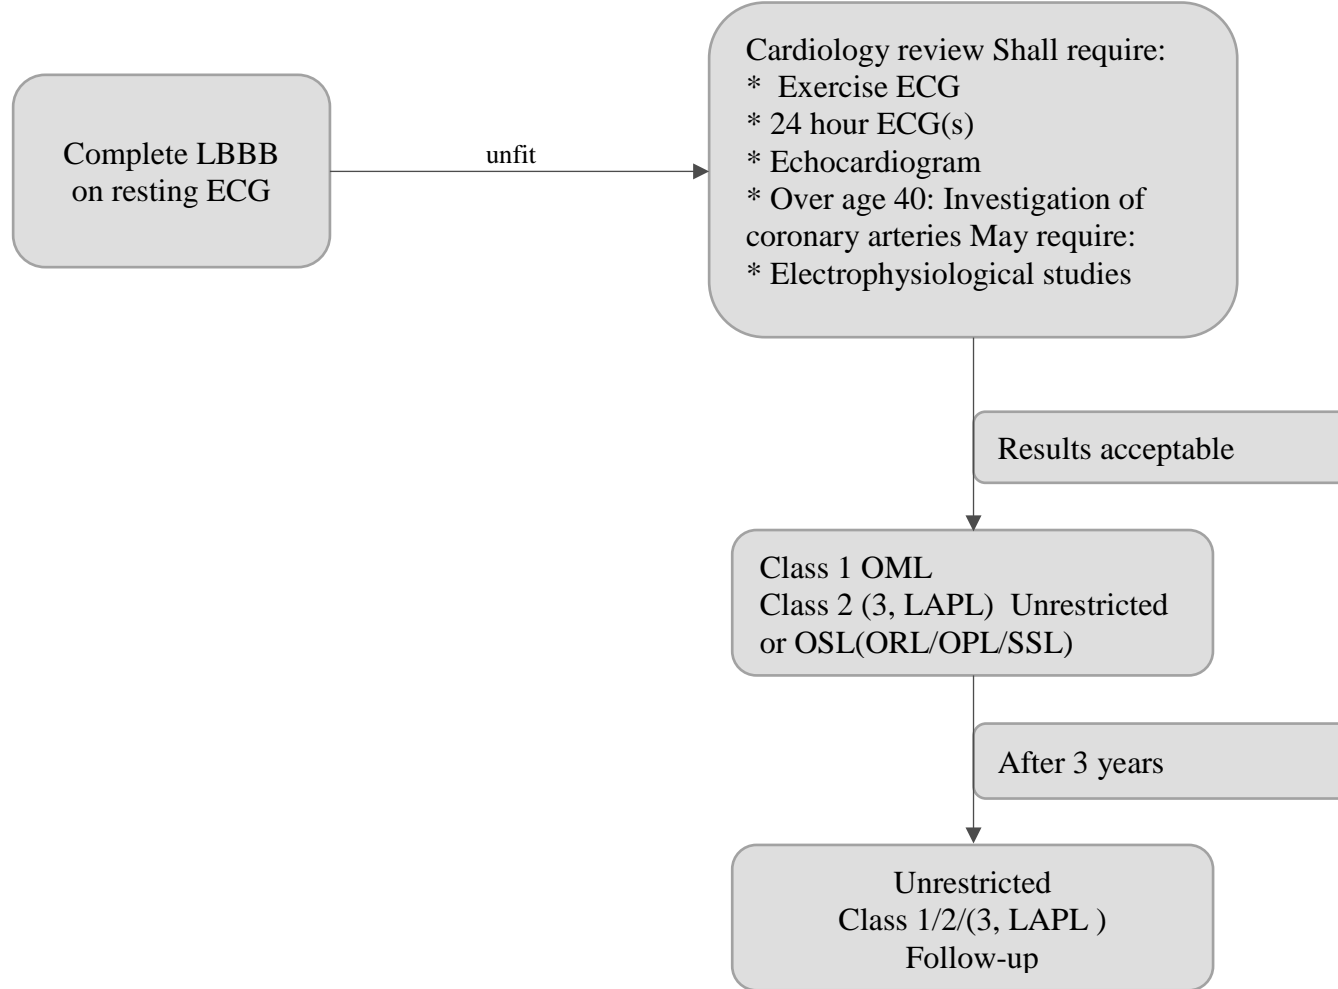 Complete LBBB
on resting ECG
unfit
Cardiology review Shall require:
* Exercise ECG
* 24 hour ECG(s)
* Echocardiogram
* Over age 40: Investigation of
coronary arteries May require:
* Electrophysiological studies
Results acceptable
Class 1 OML
Class 2 (3, LAPL) Unrestricted
or OSL(ORL/OPL/SSL)
After 3 years
Unrestricted
Class 1/2/(3, LAPL )
Follow-up